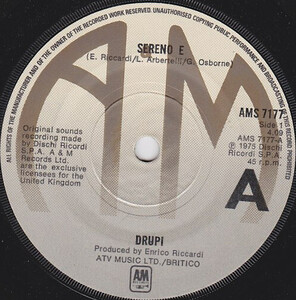 ALL RIGHTS OF THE MANUFACTURER AND OF THE OWNER OF THE RECORDED WORK RESERVED. UNAUTHORISED COPYING, PUBLIC PERFORMANCE AND BROADCASTING OF THIS RECORD PROHIBITED
SERENO E
(E. Riccardi/L. Arbertelli/G. Osborne)
AMS 7177
Side 1
4.09
AMS 7177-A
℗ 1975 Dischi
Ricordi SpA
45 r.p.m.
Original sounds
recording made
by Dischi Ricordi
S.P.A. A & M
Records Ltd.
are the exclusive
licensees for the
United Kingdom
A
DRUPI
Produced by Enrico Riccardi
ATV MUSIC LTD./BRITICO
AM